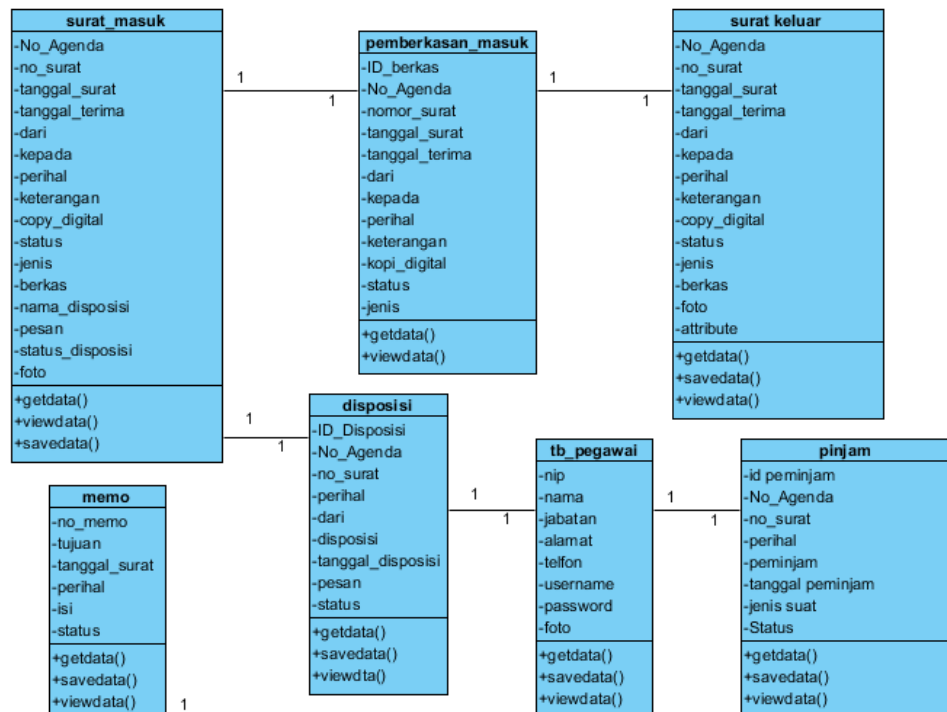 surat_masuk
-No_Agenda
-no_surat
-tanggal_surat
-tanggal_terima
-dari
-kepada
-perihal
-keterangan
-copy_digital
-status
-jenis
-berkas
-nama_disposisi
-pesan
-status_disposisi
-foto
+getdata()
+viewdata()
+savedata()
1
1
pemberkasan_masuk
-ID_berkas
-No_Agenda
-nomor_surat
-tanggal_surat
-tanggal_terima
-dari
-kepada
-perihal
-keterangan
-kopi_digital
-status
-jenis
+getdata()
+viewdata()
1
1
surat keluar
-No_Agenda
-no_surat
-tanggal_surat
-tanggal_terima
-dari
-kepada
-perihal
-keterangan
-copy_digital
-status
-jenis
-berkas
-foto
-attribute
+getdata()
+savedata()
+viewdata()
1
1
disposisi
-ID_Disposisi
-No_Agenda
-no_surat
-perihal
-dari
-disposisi
-tanggal_disposisi
-pesan
-status
+getdata()
+savedata()
+viewdta()
1
1
tb_pegawai
-nip
-nama
-jabatan
-alamat
-telfon
-username
-password
-foto
+getdata()
+savedata()
+viewdata()
1
1
pinjam
-id peminjam
-No_Agenda
-no_surat
-perihal
-peminjam
-tanggal peminjam
-jenis suat
-Status
+getdata()
+savedata()
+viewdata()
memo
-no_memo
-tujuan
-tanggal_surat
-perihal
-isi
-status
+getdata()
+savedata()
+viewdata()
1